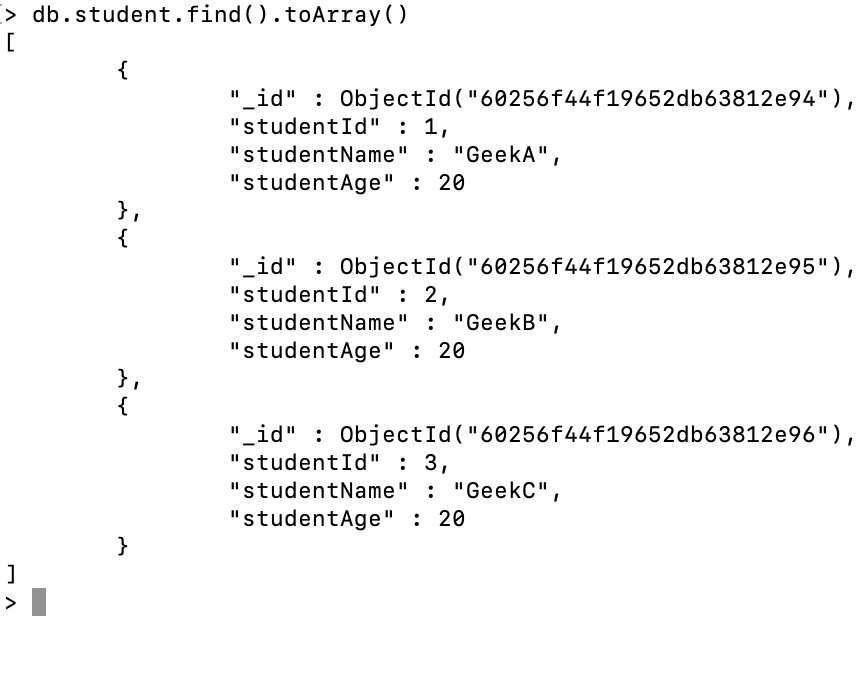 > db.student.find().toArray()
[
        {
                "_id" : ObjectId("60256f44f19652db63812e94"),
                "studentId" : 1,
                "studentName" : "GeekA",
                "studentAge" : 20
        },
        {
                "_id" : ObjectId("60256f44f19652db63812e95"),
                "studentId" : 2,
                "studentName" : "GeekB",
                "studentAge" : 20
        },
        {
                "_id" : ObjectId("60256f44f19652db63812e96"),
                "studentId" : 3,
                "studentName" : "GeekC",
                "studentAge" : 20
        }
]
>